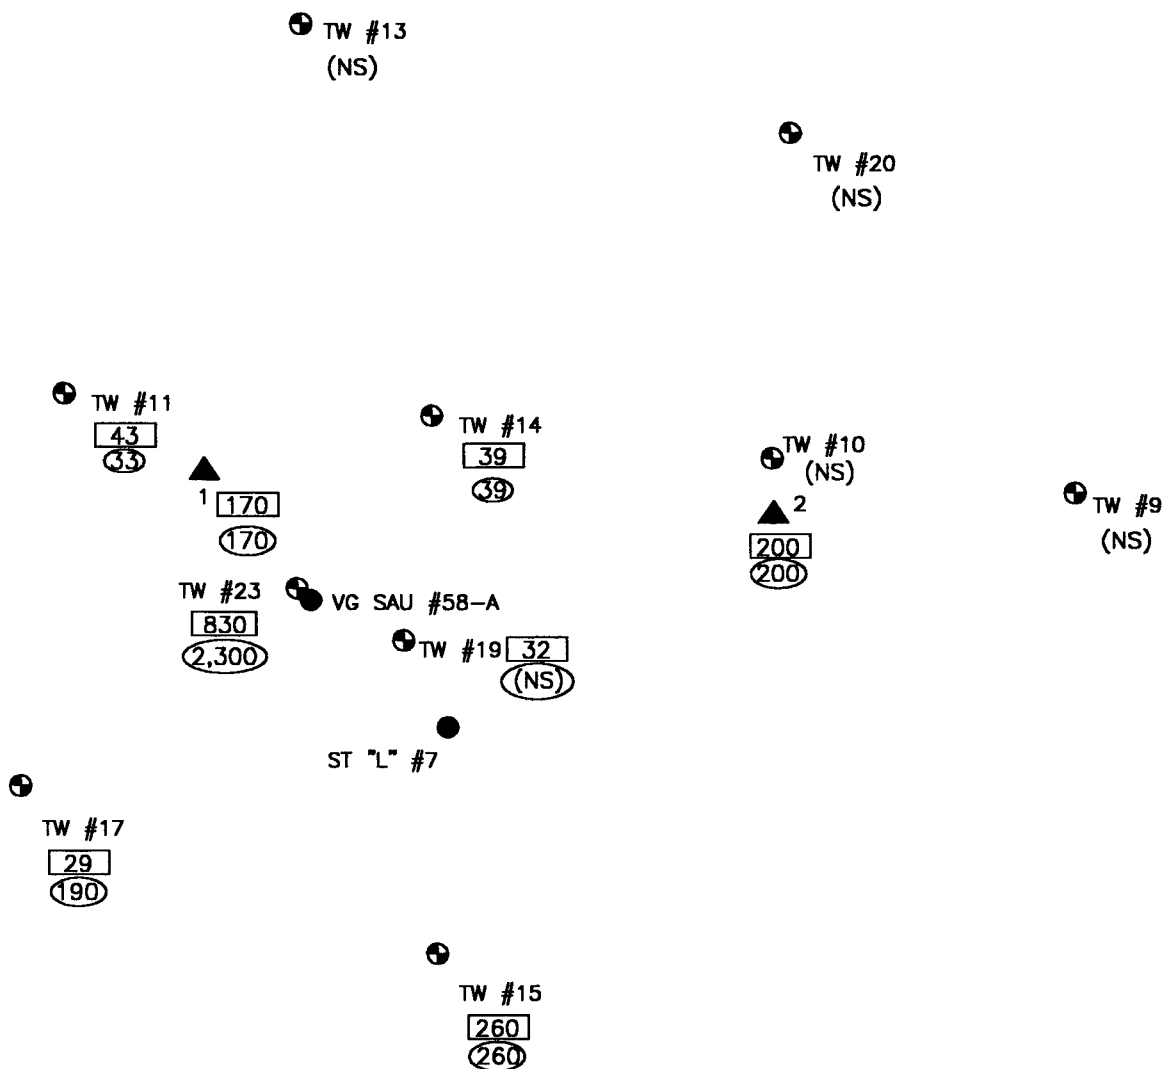 TW #13
(NS)
TW #20
(NS)
TW #11
43
33
TW #14
39
39
TW #10
(NS)
1
170
170
2
200
200
TW #9
(NS)
TW #23
830
2,300
VG SAU #58-A
TW #19 32
(NS)
ST "L" #7
TW #17
29
190
TW #15
260
260